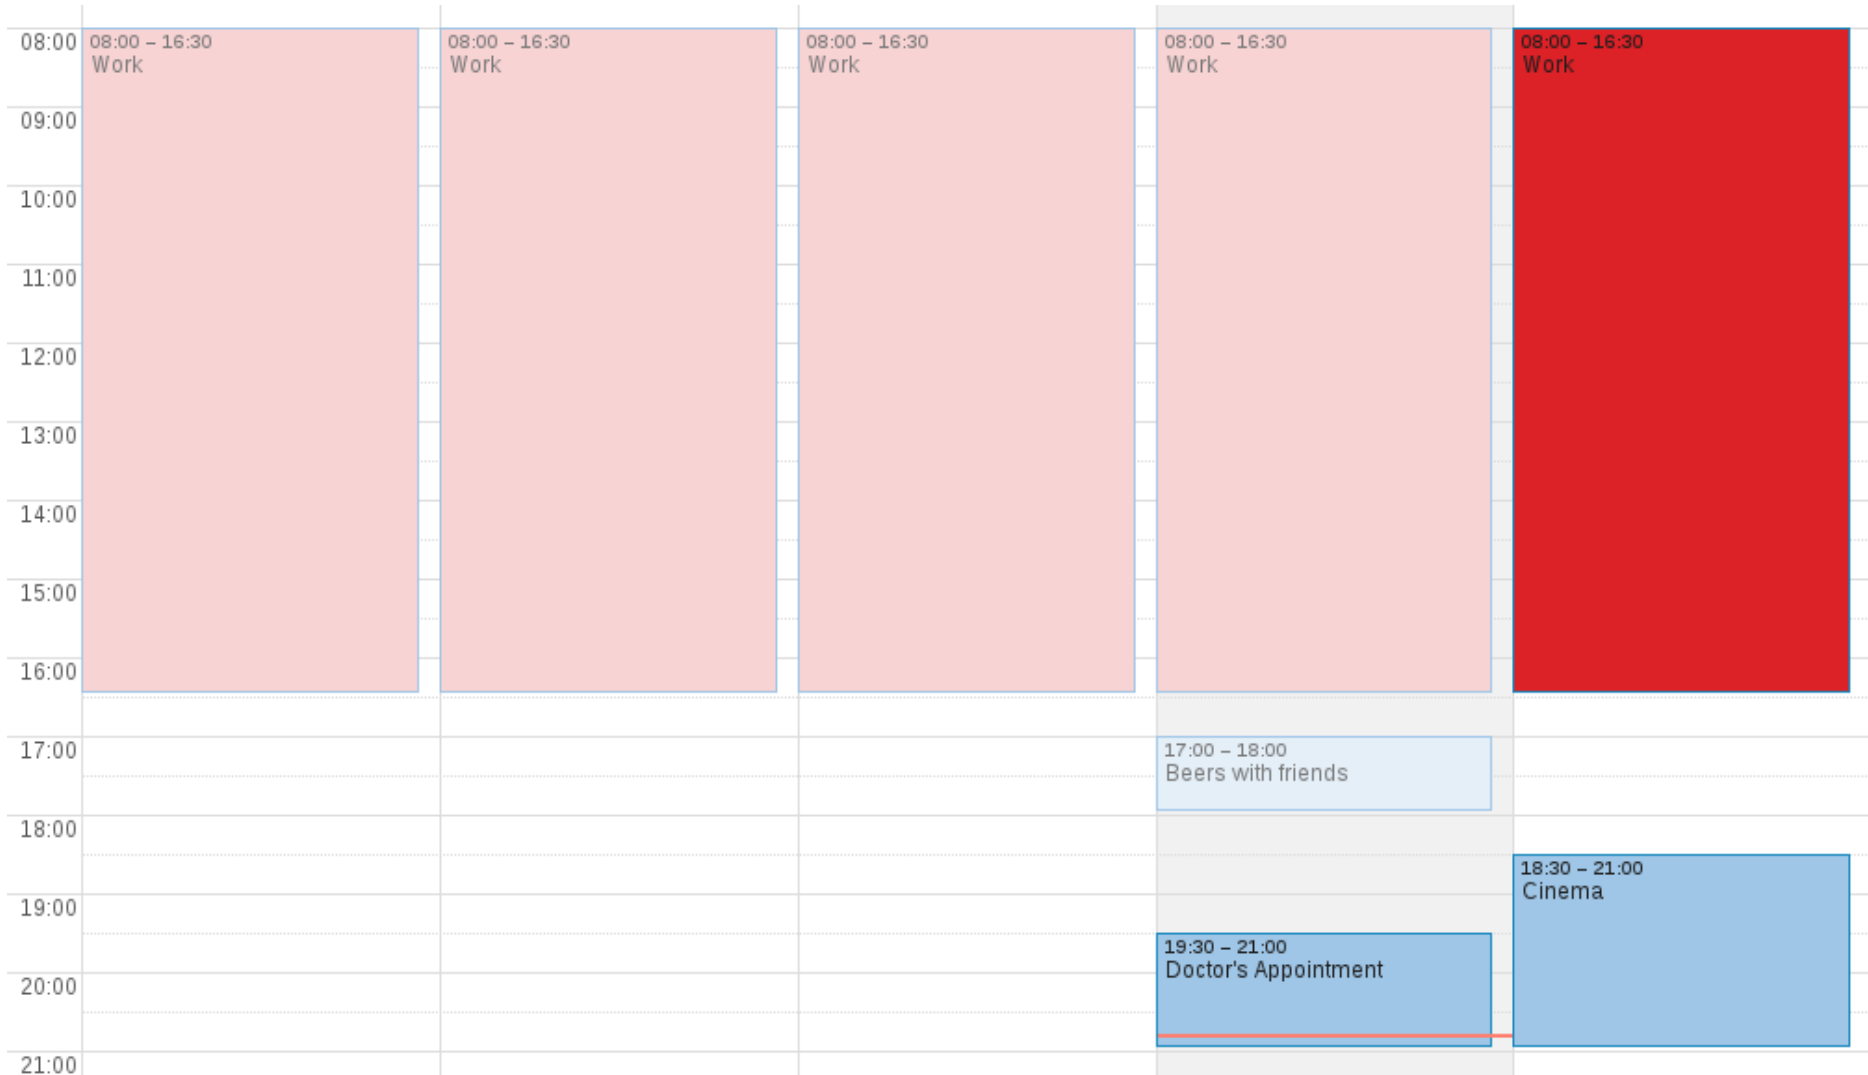 08:00
08:00 – 16:30
Work
08:00 – 16:30
Work
08:00 – 16:30
Work
08:00 – 16:30
Work
08:00 – 16:30
Work
09:00
10:00
11:00
12:00
13:00
14:00
15:00
16:00
17:00
17:00 – 18:00
Beers with friends
18:00
18:30 – 21:00
Cinema
19:00
19:30 – 21:00
Doctor's Appointment
20:00
21:00